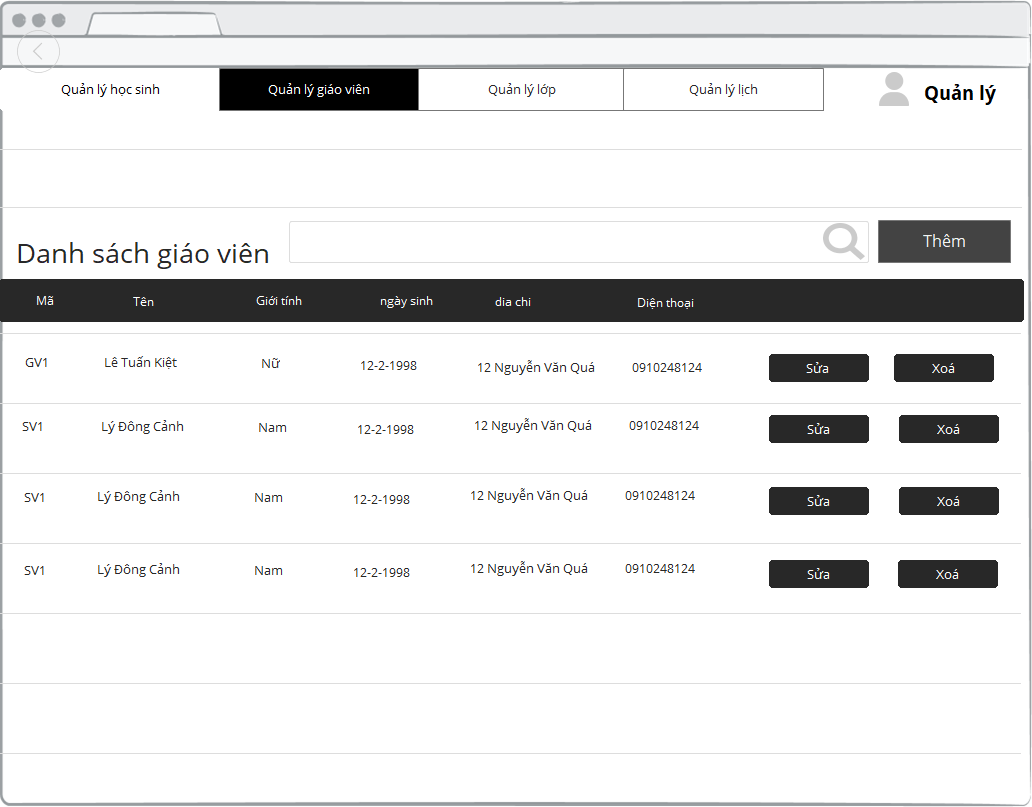 Quản lý học sinh
Quản lý giáo viên
Quản lý lớp
Quản lý lịch
Quản lý
Danh sách giáo viên
Thêm
Mã Tên Giới tính ngày sinh dia chi Diện thoại
GV1 Lê Tuấn Kiệt Nữ 12-2-1998 12 Nguyễn Văn Quá 0910248124 Sửa Xoá
SV1 Lý Đông Cảnh Nam 12-2-1998 12 Nguyễn Văn Quá 0910248124 Sửa Xoá
SV1 Lý Đông Cảnh Nam 12-2-1998 12 Nguyễn Văn Quá 0910248124 Sửa Xoá
SV1 Lý Đông Cảnh Nam 12-2-1998 12 Nguyễn Văn Quá 0910248124 Sửa Xoá